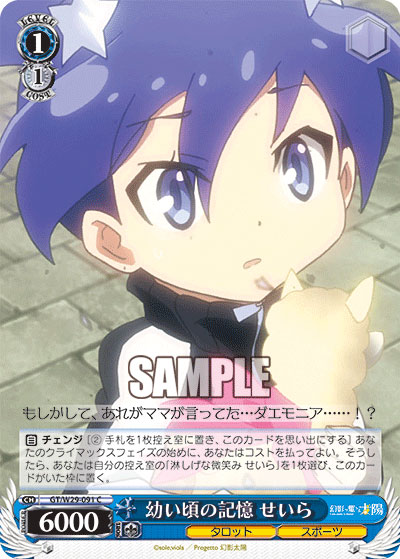 LEVEL
1
1
COST
SAMPLE
もしかして、あれがママが言ってた…ダエモニア……！？
自 チェンジ ［② 手札を1枚控え室に置き、このカードを思い出にする］ あな
たのクライマックスフェイズの始めに、あなたはコストを払ってよい。そう
したら、あなたは自分の控え室の「淋しげな微笑み せいら」を1枚選び、この
カードがいた枠に置く。
CH
GT/W29-091 C
6000
幼い頃の記憶 せいら
幻影ヲ駆ケル太陽
タロット
スポーツ
©sole;viola ／ Progetto 幻影太陽